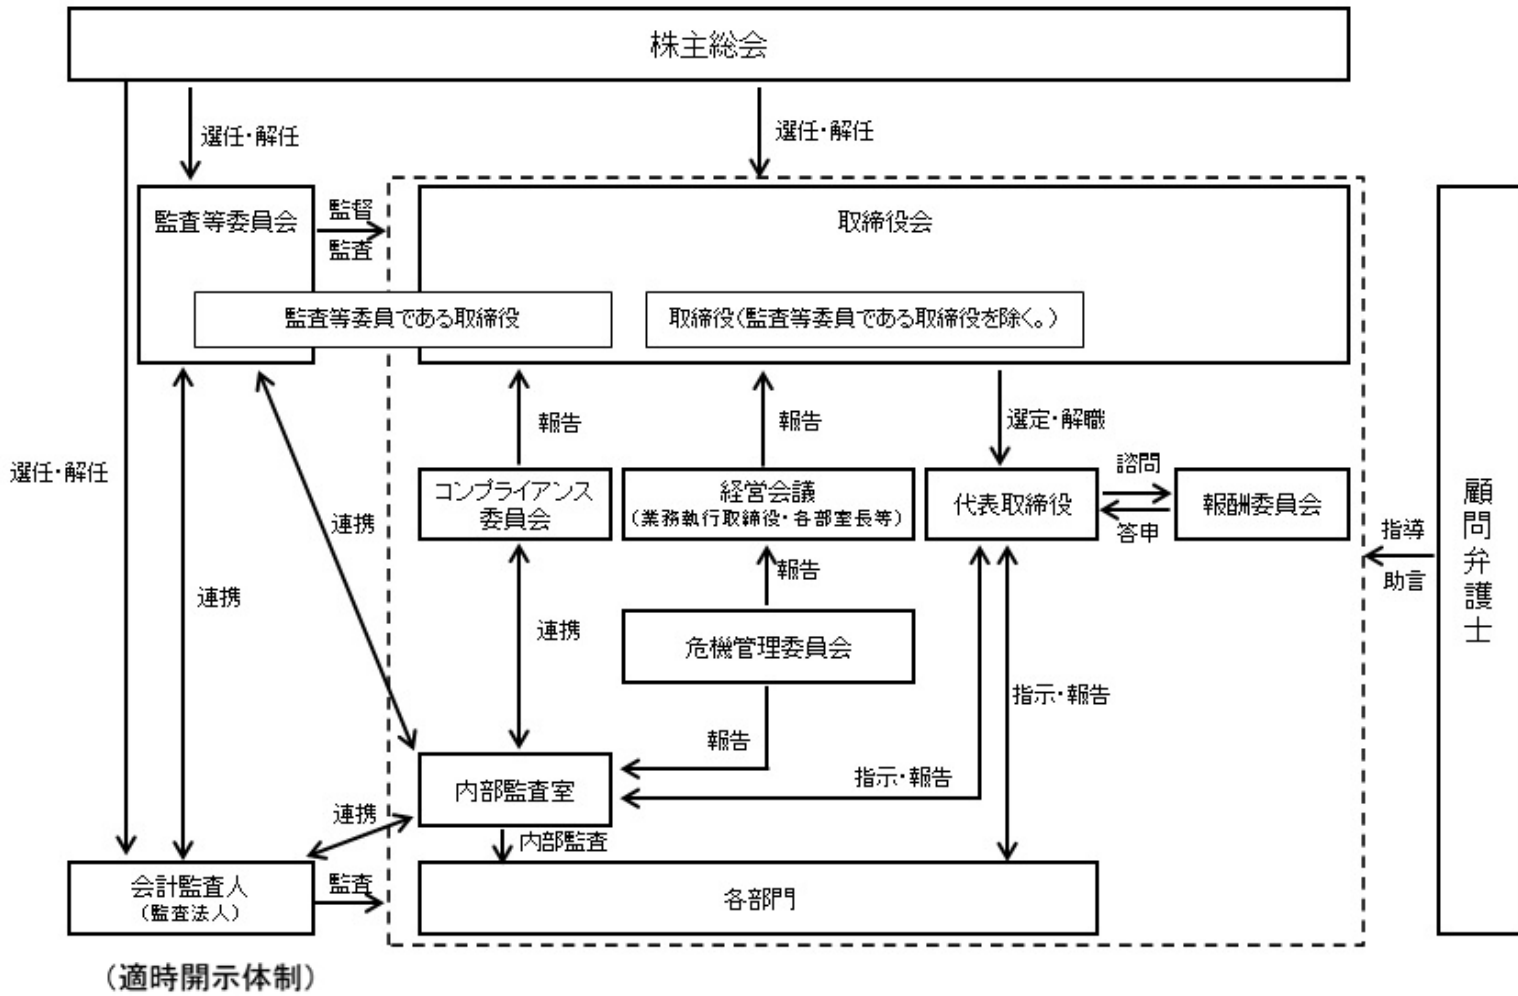 株主総会
選任・解任
選任・解任
監査等委員会
監督
監査
取締役会
監査等委員である取締役
取締役(監査等委員である取締役を除く。)
報告
報告
選定・解職
選任・解任
コンプライアンス
委員会
経営会議
(業務執行取締役・各部室長等)
代表取締役
諮問
答申
報酬委員会
顧問弁護士
指導
助言
連携
報告
連携
連携
危機管理委員会
指示・報告
報告
指示・報告
内部監査室
連携
内部監査
会計監査人
(監査法人)
監査
各部門
(適時開示体制)